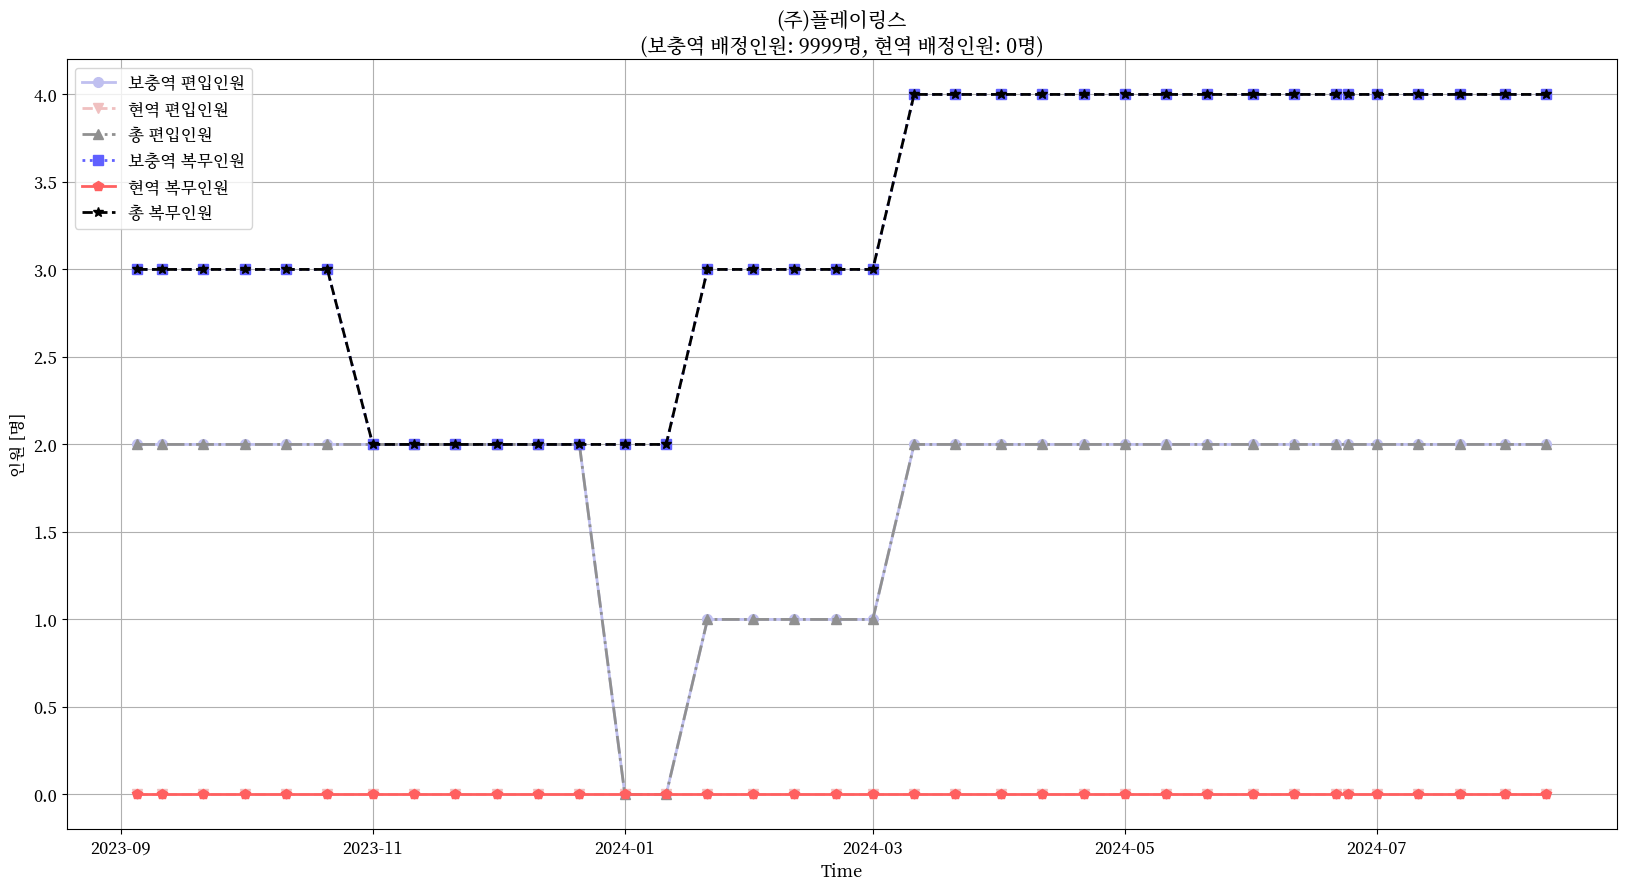 (주)플레이링스
(보충역 배정인원: 9999명, 현역 배정인원: 0명)
보충역 편입인원
현역 편입인원
총 편입인원
보충역 복무인원
현역 복무인원
총 복무인원
인원 [명]
4.0
3.5
3.0
2.5
2.0
1.5
1.0
0.5
0.0
2023-09
2023-11
2024-01
2024-03
2024-05
2024-07
Time